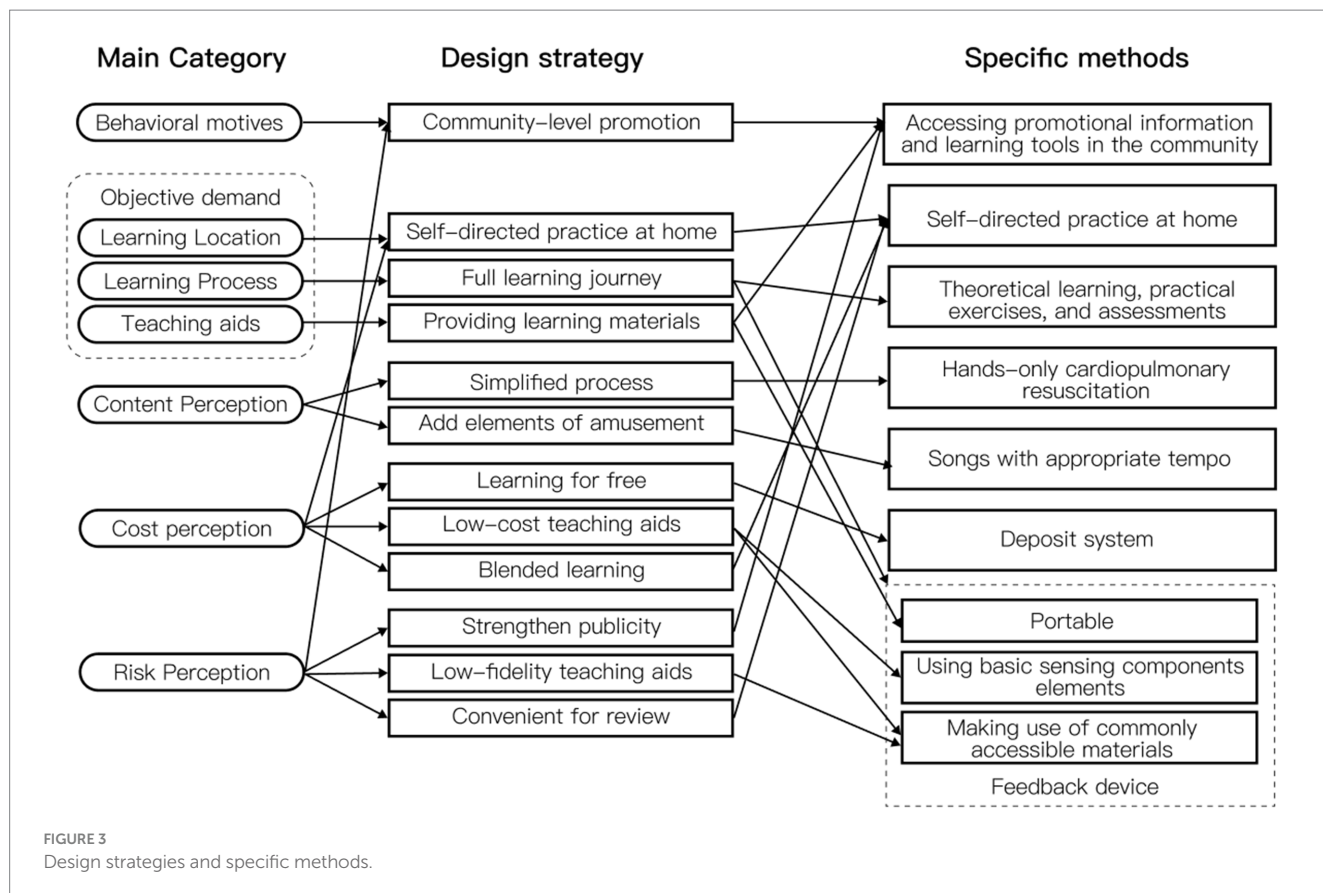 Main Category
Design strategy
Specific methods
Behavioral motives
Community-level promotion
Accessing promotional information
and learning tools in the community
Objective demand
Learning Location
Self-directed practice at home
Self-directed practice at home
Learning Process
Full learning journey
Theoretical learning, practical
exercises, and assessments
Teaching aids
Providing learning materials
Content Perception
Simplified process
Hands-only cardiopulmonary
resuscitation
Add elements of amusement
Songs with appropriate tempo
Cost perception
Learning for free
Low-cost teaching aids
Deposit system
Blended learning
Risk Perception
Strengthen publicity
Portable
Low-fidelity teaching aids
Using basic sensing components
elements
Convenient for review
Making use of commonly
accessible materials
Feedback device
FIGURE 3
Design strategies and specific methods.